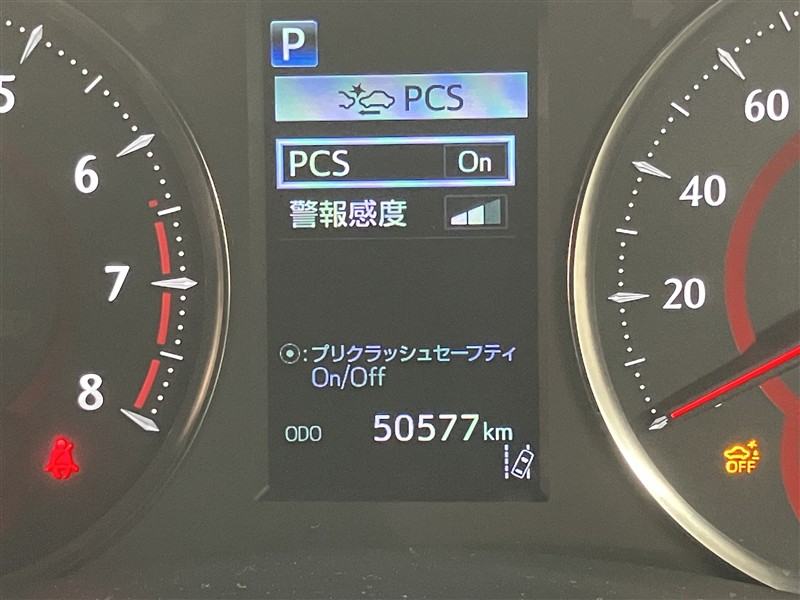 P
PCS
PCS On
警報感度
⦿:プリクラッシュセーフティ
On/Off
ODO 50577km
5
6
7
8
60
40
20
OFF